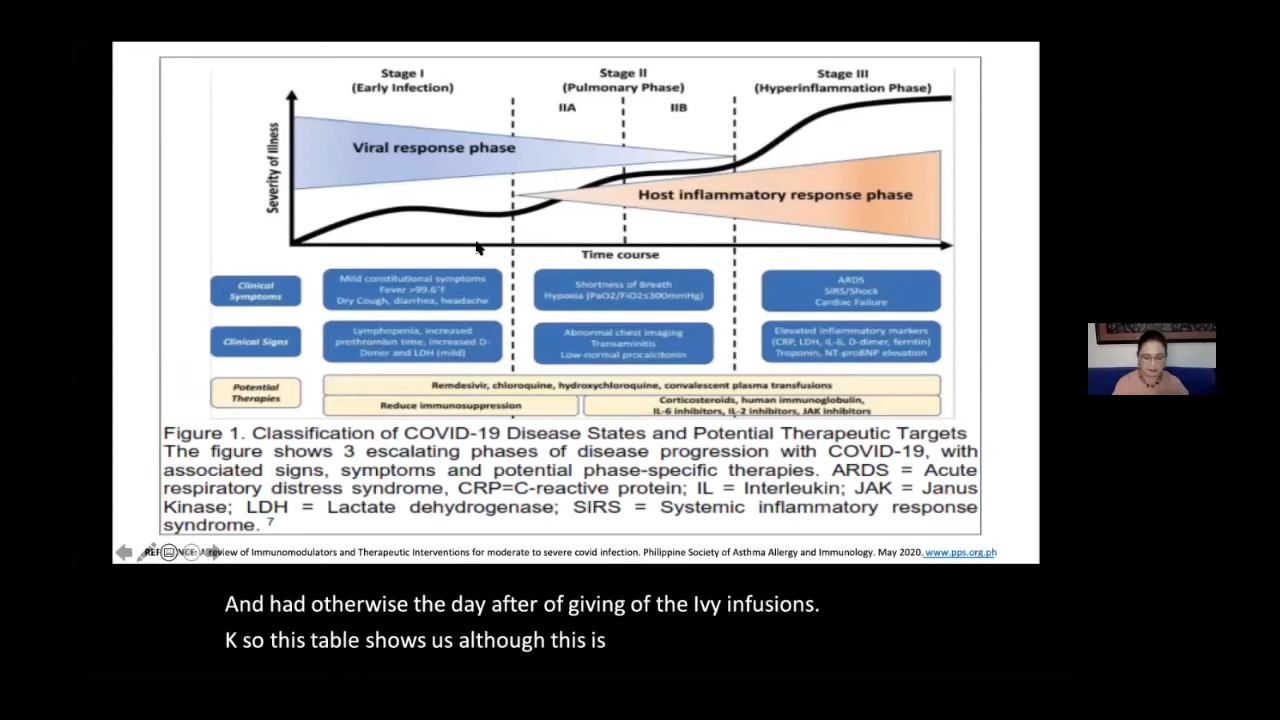 Stage I
(Early Infection)
Stage II
(Pulmonary Phase)
Stage III
(Hyperinflammation Phase)
IIA
IIB
Severity of Illness
Viral response phase
Host inflammatory response phase
Time course
Clinical
Symptoms
Mild constitutional symptoms
Fever >99.6°F
Dry Cough, diarrhea, headache
Shortness of Breath
Hypoxia (PaO2/FiO2≤300mmHg)
ARDS
SIRS/Shock
Cardiac Failure
Clinical Signs
Lymphopenia, increased
prothrombin time, increased D-
Dimer and LDH (mild)
Abnormal chest imaging
Transaminitis
Low-normal procalcitonin
Elevated inflammatory markers
(CRP, LDH, IL-6, D-dimer, ferritin)
Troponin, NT-proBNP elevation
Potential
Therapies
Remdesivir, chloroquine, hydroxychloroquine, convalescent plasma transfusions
Reduce immunosuppression
Corticosteroids, human immunoglobulin,
IL-6 inhibitors, IL-2 inhibitors, JAK inhibitors
Figure 1. Classification of COVID-19 Disease States and Potential Therapeutic Targets
The figure shows 3 escalating phases of disease progression with COVID-19, with
associated signs, symptoms and potential phase-specific therapies. ARDS = Acute
respiratory distress syndrome, CRP=C-reactive protein; IL = Interleukin; JAK = Janus
Kinase; LDH = Lactate dehydrogenase; SIRS = Systemic inflammatory response
syndrome. 7
REFERENCE: A review of Immunomodulators and Therapeutic Interventions for moderate to severe covid infection. Philippine Society of Asthma Allergy and Immunology. May 2020. www.pps.org.ph
And had otherwise the day after of giving of the Ivy infusions.
K so this table shows us although this is